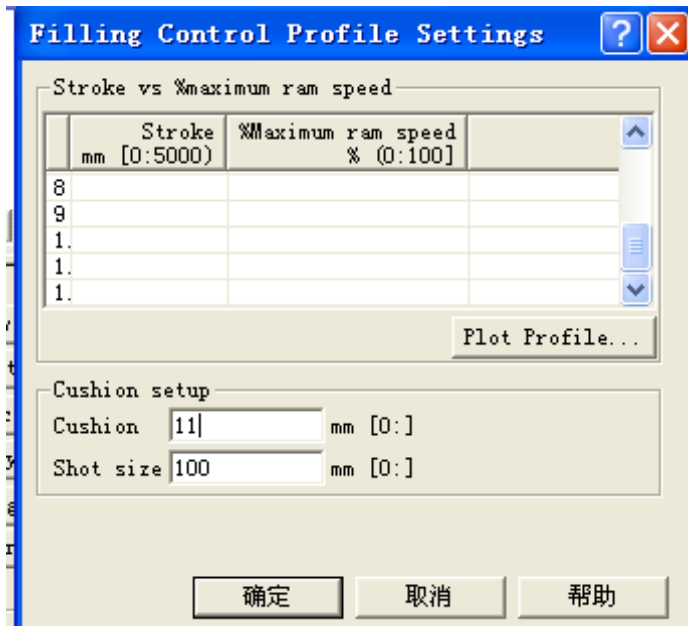 Filling Control Profile Settings
Stroke vs %maximum ram speed
Stroke %Maximum ram speed
mm [0:5000) % (0:100]
8
9
1.
1.
1.
Plot Profile...
Cushion setup
Cushion 11 mm [0:]
Shot size 100 mm [0:]
确定 取消 帮助